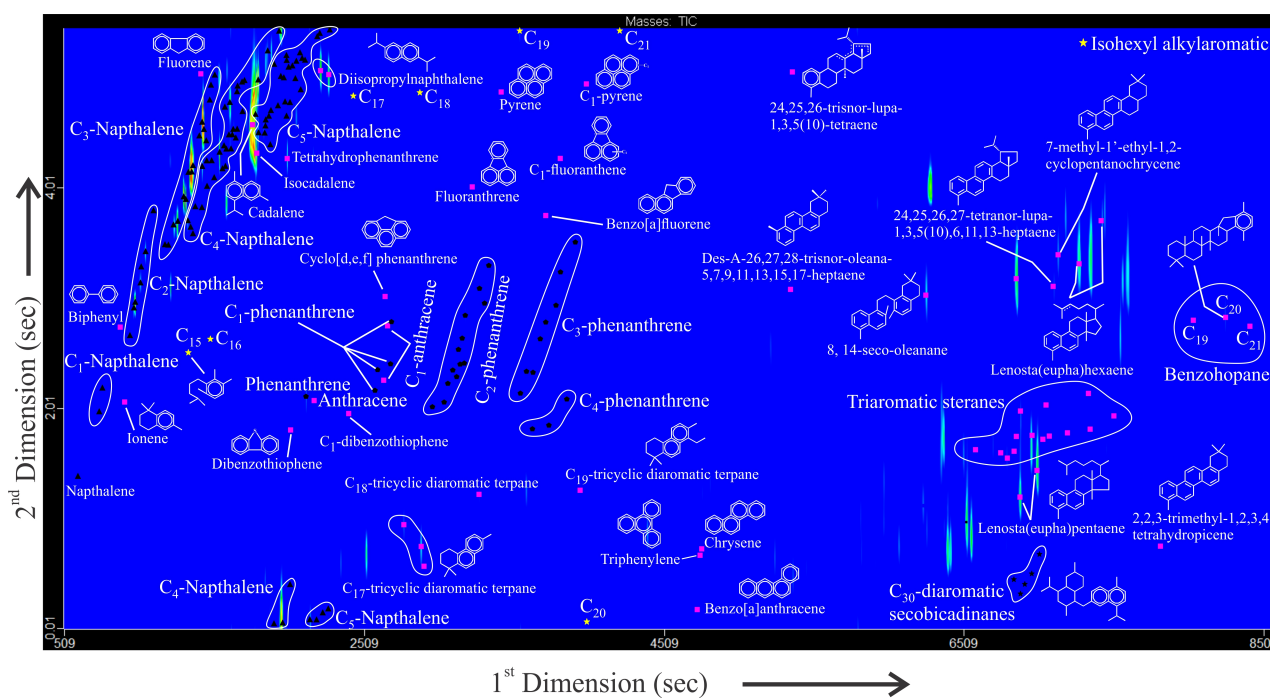 Masses: TIC
C19
C21
Isohexyl alkylaromatic
Fluorene
Diisopropylnaphthalene
C17
C18
Pyrene
C1-pyrene
24,25,26-trisnor-lupa-
1,3,5(10)-tetraene
C3-Napthalene
C5-Napthalene
Tetrahydrophenanthrene
Isocadalene
Cadalene
C4-Napthalene
C1-fluoranthene
Fluoranthrene
Benzo[a]fluorene
7-methyl-1'-ethyl-1,2-
cyclopentanochrycene
24,25,26,27-tetranor-lupa-
1,3,5(10),6,11,13-heptaene
Des-A-26,27,28-trisnor-oleana-
5,7,9,11,13,15,17-heptaene
8, 14-seco-oleanane
Cyclo[d,e,f] phenanthrene
C2-Napthalene
Biphenyl
C1-phenanthrene
C1-anthracene
C2-phenanthrene
C3-phenanthrene
C15
C16
C1-Napthalene
Phenanthrene
Anthracene
C4-phenanthrene
Lenosta(eupha)hexaene
C20
C19
C21
Benzohopane
Triaromatic steranes
Ionene
C1-dibenzothiophene
Dibenzothiophene
Napthalene
C18-tricyclic diaromatic terpane
C19-tricyclic diaromatic terpane
Triphenylene
Chrysene
Lenosta(eupha)pentaene
2,2,3-trimethyl-1,2,3,4
tetrahydropicene
C17-tricyclic diaromatic terpane
C4-Napthalene
C5-Napthalene
C20
Benzo[a]anthracene
C30-diaromatic
secobicadinanes
4.01
2.01
0.01
2nd Dimension (sec)
509
2509
4509
6509
850
1st Dimension (sec)